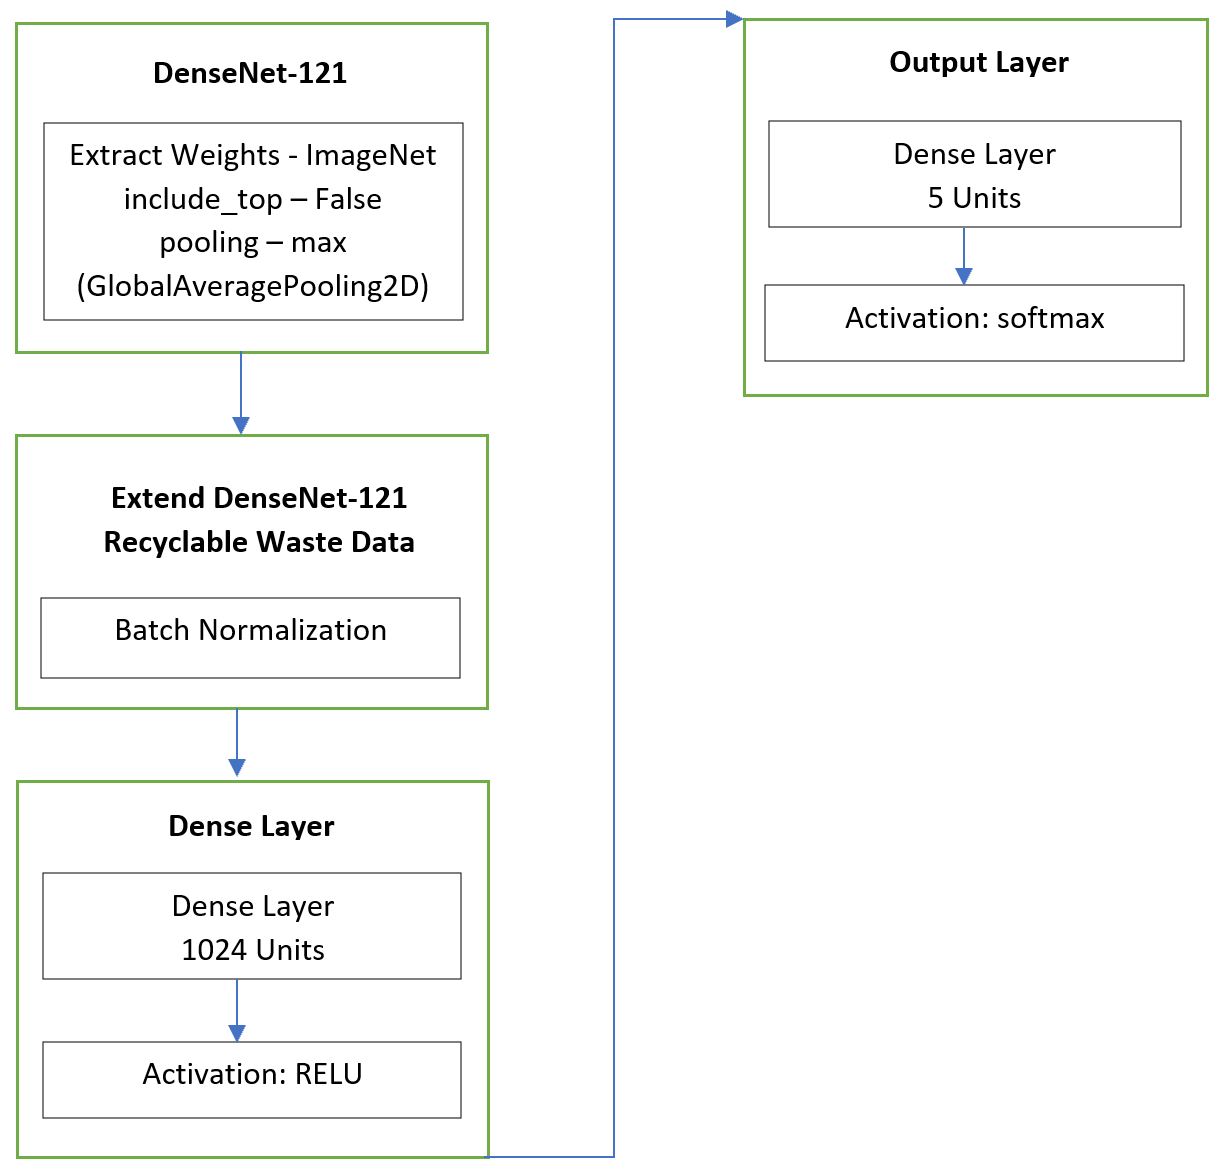 DenseNet-121
Extract Weights - ImageNet
include_top – False
pooling – max
(GlobalAveragePooling2D)
Extend DenseNet-121
Recyclable Waste Data
Batch Normalization
Dense Layer
Dense Layer
1024 Units
Activation: RELU
Output Layer
Dense Layer
5 Units
Activation: softmax